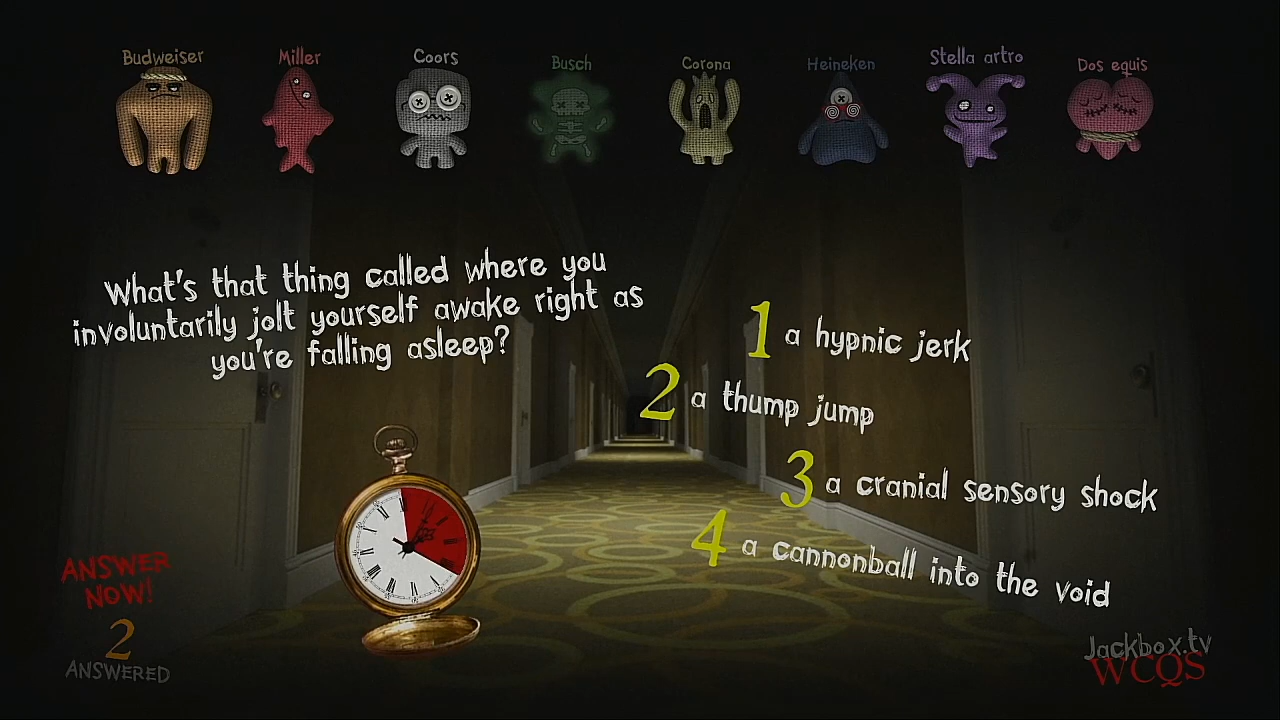 Budweiser
Miller
Coors
Busch
Corona
Heineken
Stella artro
Dos equis
What's that thing called where you
involuntarily jolt yourself awake right as
you're falling asleep?
1 a hypnic jerk
2 a thump jump
3 a cranial sensory shock
4 a cannonball into the void
ANSWER
NOW!
2
ANSWERED
Jackbox.tv
WCQS